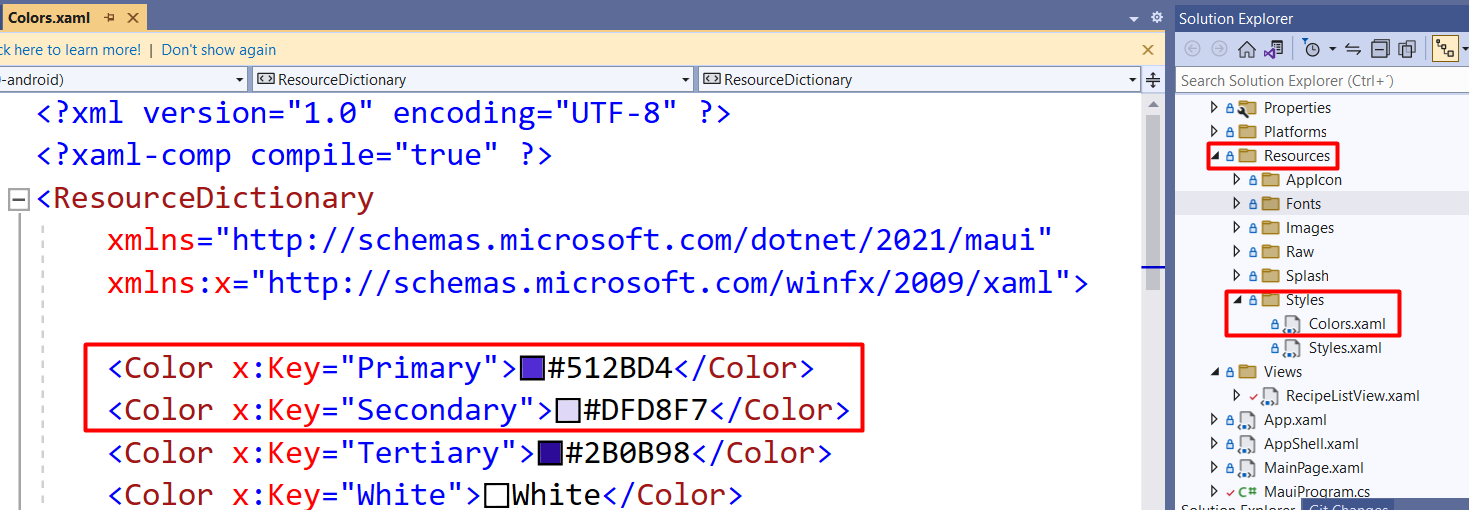 Colors.xaml
ck here to learn more! | Don't show again
0-android)
ResourceDictionary
ResourceDictionary
<?xml version="1.0" encoding="UTF-8" ?>
<?xaml-comp compile="true" ?>
<ResourceDictionary
xmlns="http://schemas.microsoft.com/dotnet/2021/maui"
xmlns:x="http://schemas.microsoft.com/winfx/2009/xaml">
<Color x:Key="Primary">#512BD4</Color>
<Color x:Key="Secondary">#DFD8F7</Color>
<Color x:Key="Tertiary">#2B0B98</Color>
<Color x:Key="White">White</Color>
Solution Explorer
Search Solution Explorer (Ctrl+´)
Properties
Platforms
Resources
AppIcon
Fonts
Images
Raw
Splash
Styles
Colors.xaml
Styles.xaml
Views
RecipeListView.xaml
App.xaml
AppShell.xaml
MainPage.xaml
C# MauiProgram.cs
Solution Explorer Git Changes